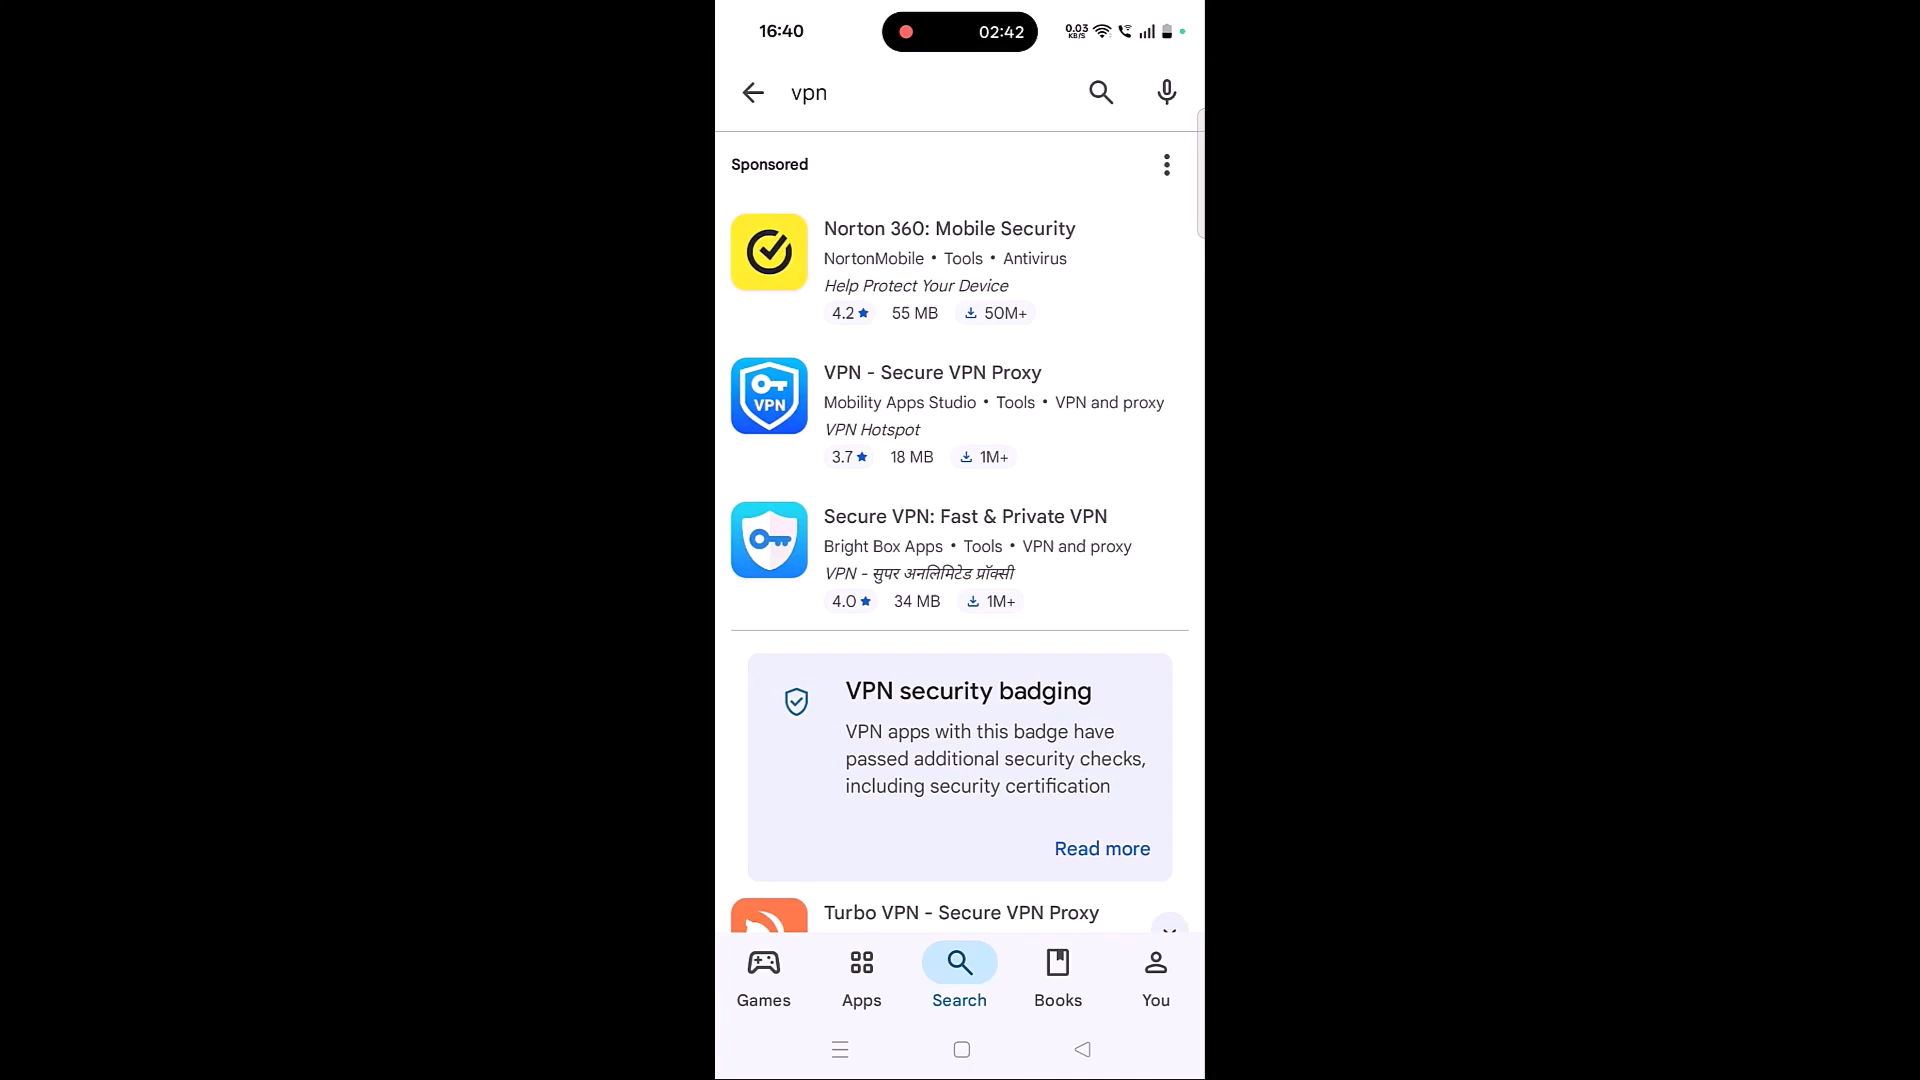 16:40
02:42
0.03
KB/S
vpn
Sponsored
Norton 360: Mobile Security
NortonMobile • Tools • Antivirus
Help Protect Your Device
4.2★ 55 MB 50M+
VPN
VPN - Secure VPN Proxy
Mobility Apps Studio • Tools • VPN and proxy
VPN Hotspot
3.7★ 18 MB 1M+
Secure VPN: Fast & Private VPN
Bright Box Apps • Tools • VPN and proxy
VPN - सुपर अनलिमिटेड प्रॉक्सी
4.0★ 34 MB 1M+
VPN security badging
VPN apps with this badge have
passed additional security checks,
including security certification
Read more
Turbo VPN - Secure VPN Proxy
Games Apps Search Books You